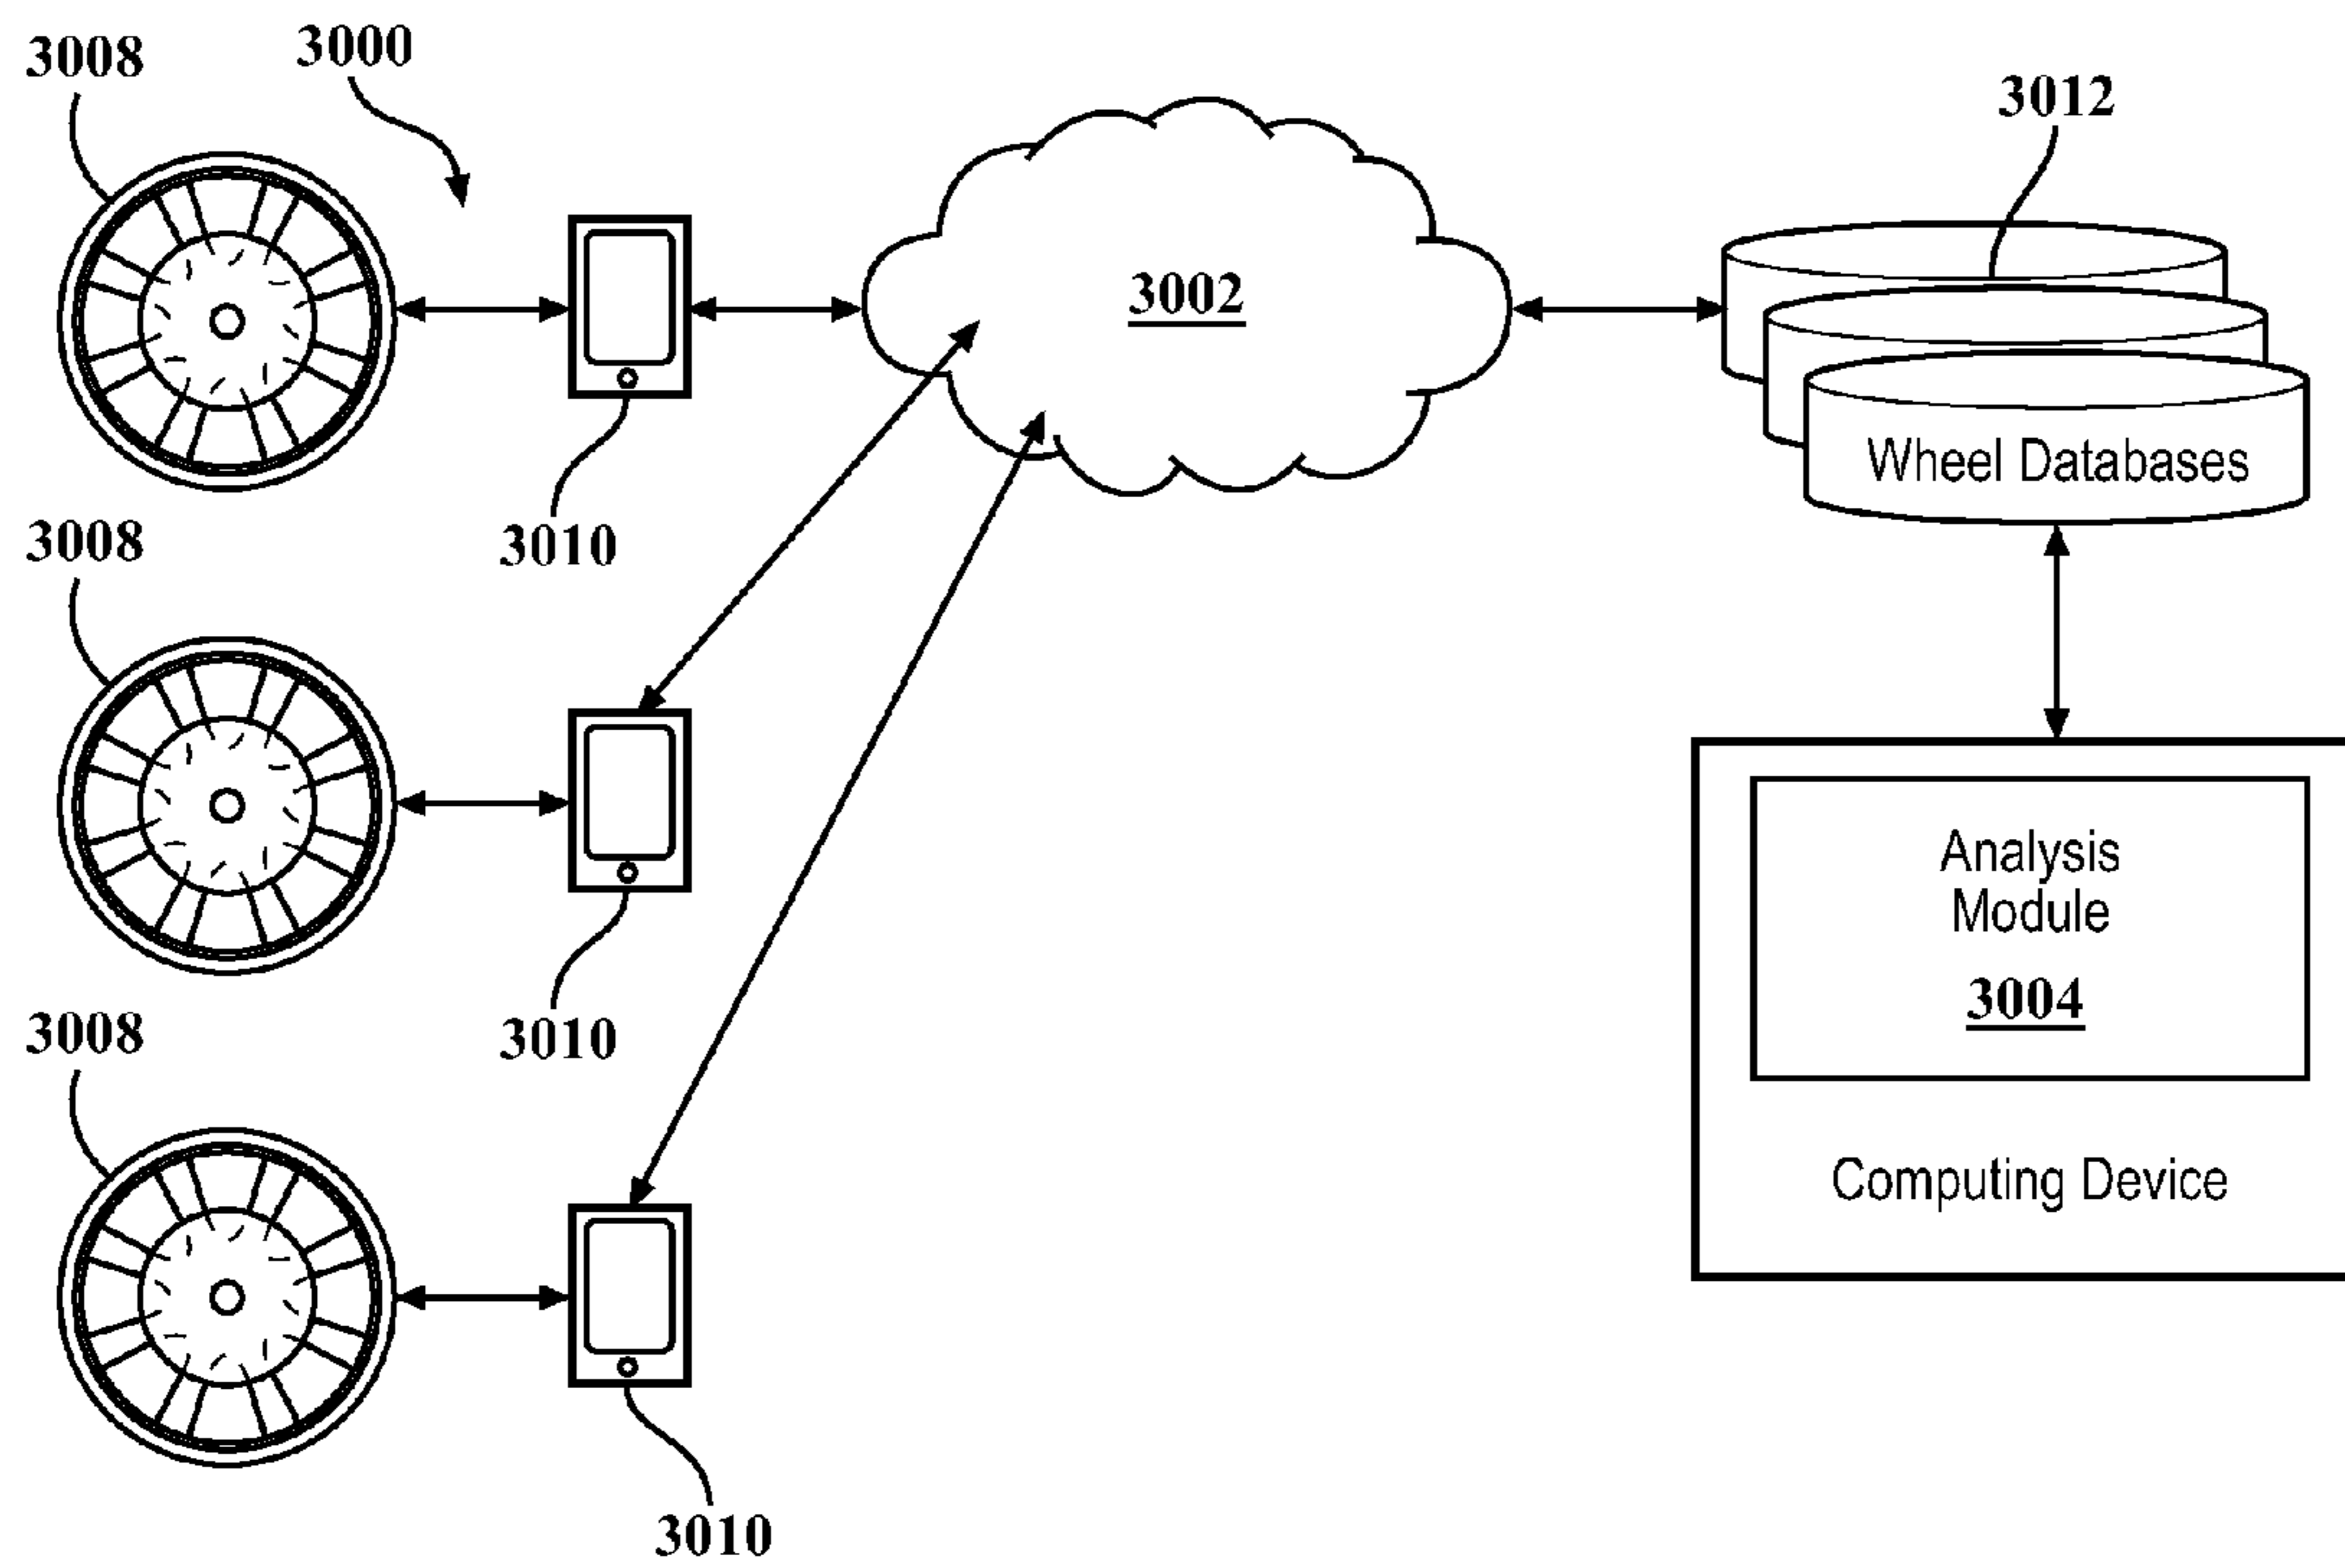 3008
3000
3012
3002
Wheel Databases
3010
3008
Analysis
Module
3004
3010
3008
Computing Device
3010